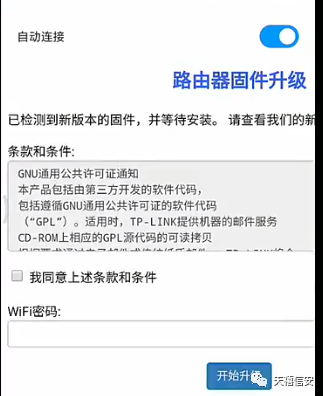 自动连接
路由器固件升级
已检测到新版本的固件，并等待安装。 请查看我们的新
条款和条件:
GNU通用公共许可证通知
本产品包括由第三方开发的软件代码，
包括遵循GNU通用公共许可证的软件代码
（“GPL”）。适用时，TP-LINK提供机器的邮件服务
CD-ROM上相应的GPL源代码的可读拷贝
我同意上述条款和条件
WiFi密码:
开始升级
天禧信安